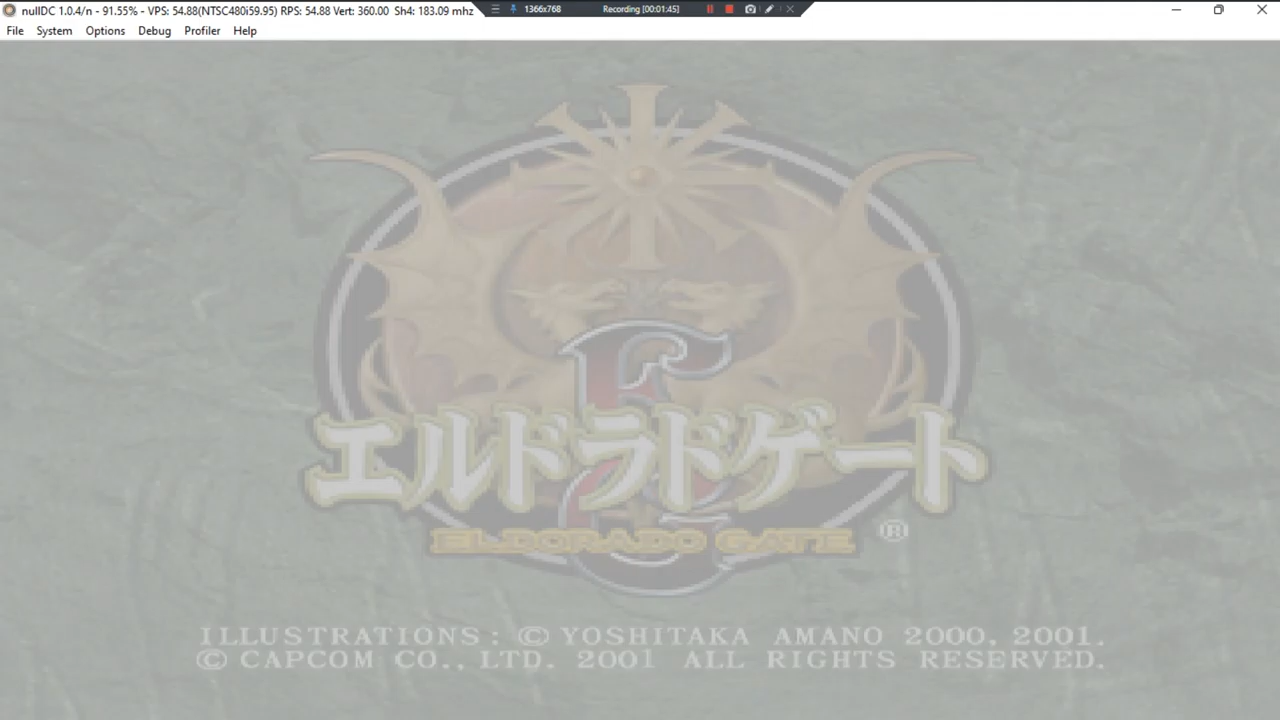 nullDC 1.0.4/n - 91.55% - VPS: 54.88(NTSC480i59.95) RPS: 54.88 Vert: 360.00 Sh4: 183.09 mhz
1366x768
Recording [00:01:45]
File System Options Debug Profiler Help
エルドラドゲート
ELDORADO GATE ®
ILLUSTRATIONS: © YOSHITAKA AMANO 2000, 2001.
© CAPCOM CO., LTD. 2001 ALL RIGHTS RESERVED.